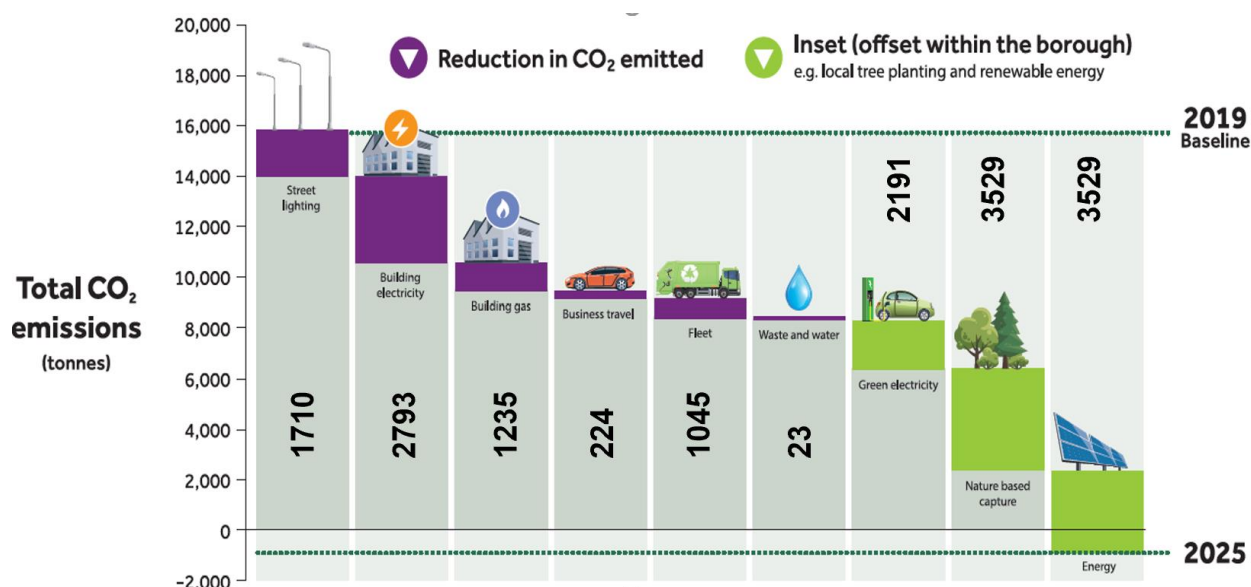 20,000
18,000
16,000
14,000
12,000
10,000
8,000
6,000
4,000
2,000
0
-2,000
Total CO₂
emissions
(tonnes)
Reduction in CO₂ emitted
Inset (offset within the borough)
e.g. local tree planting and renewable energy
2019
Baseline
2025
Street
lighting
1710
Building
electricity
2793
Building gas
1235
Business travel
224
Fleet
1045
Waste and water
23
2191
Green electricity
3529
Nature based
capture
3529
Energy